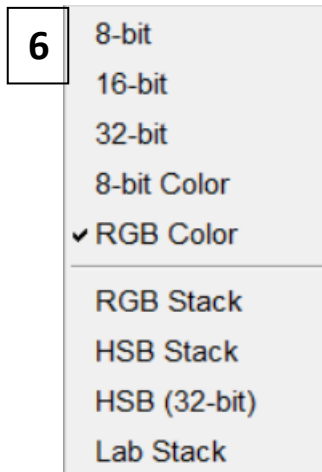 6
8-bit
16-bit
32-bit
8-bit Color
RGB Color
RGB Stack
HSB Stack
HSB (32-bit)
Lab Stack